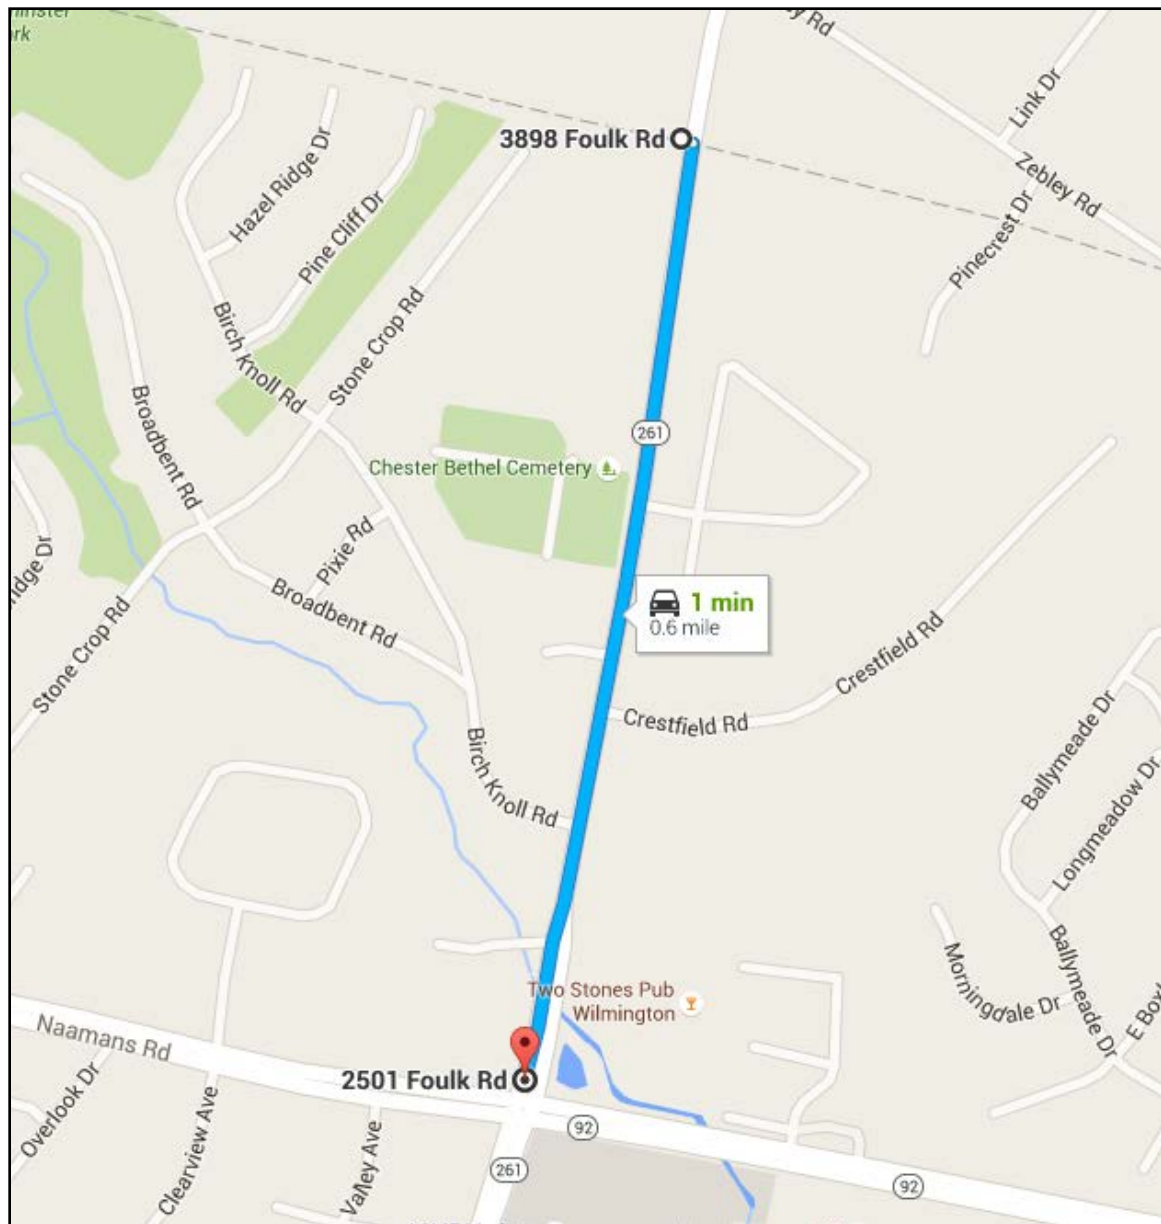 3898 Foulk Rd
Link Dr
Zebley Rd
Hazel Ridge Dr
Pine Cliff Dr
Pinecrest Dr
Birch Knoll Rd
Stone Crop Rd
Broadbent Rd
261
Chester Bethel Cemetery
Pixie Rd
Broadbent Rd
1 min
0.6 mile
Stone Crop Rd
Crestfield Rd
Crestfield Rd
Birch Knoll Rd
Ballymeade Dr
Longmeadow Dr
Two Stones Pub
Wilmington
Morningdale Dr
Ballymeade Dr
Naamans Rd
2501 Foulk Rd
Overlook Dr
Clearview Ave
Valley Ave
92
261
92